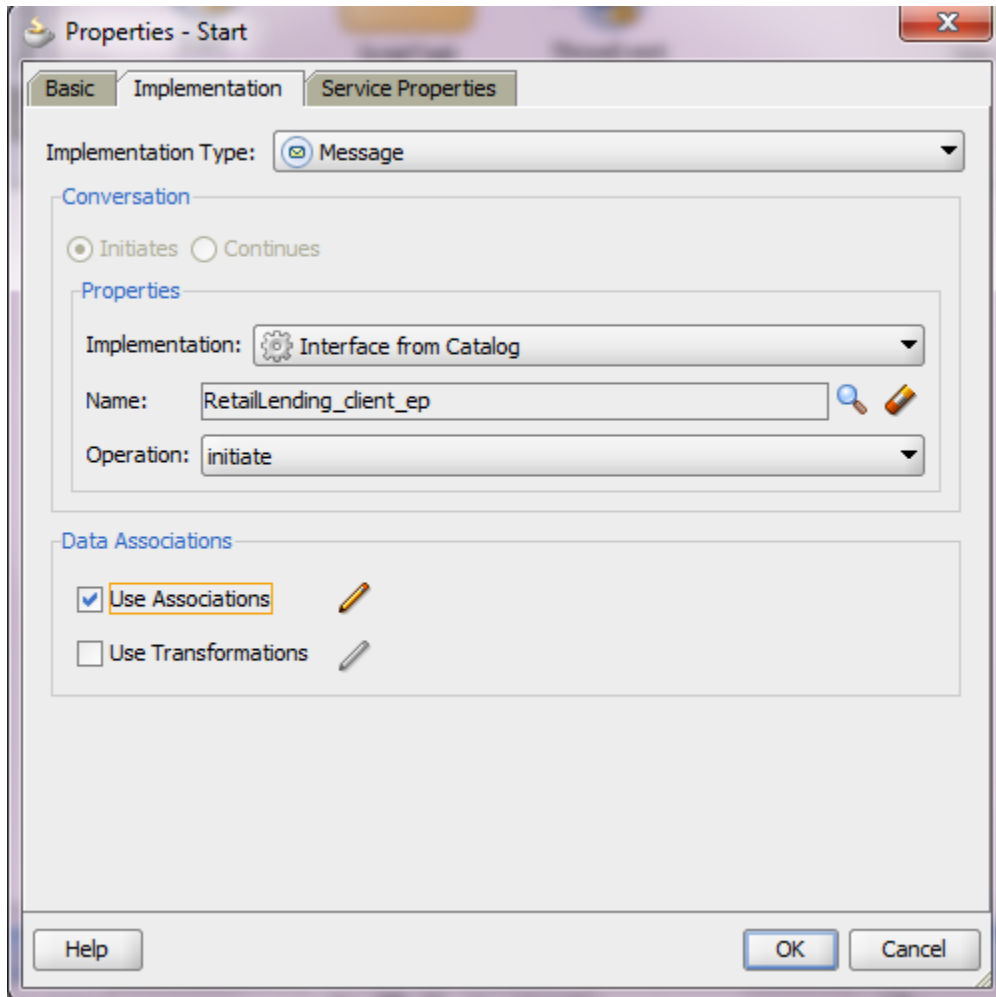 Properties - Start
Basic Implementation Service Properties
Implementation Type: Message
Conversation
Initiates Continues
Properties
Implementation: Interface from Catalog
Name: RetailLending_client_ep
Operation: initiate
Data Associations
Use Associations
Use Transformations
Help OK Cancel